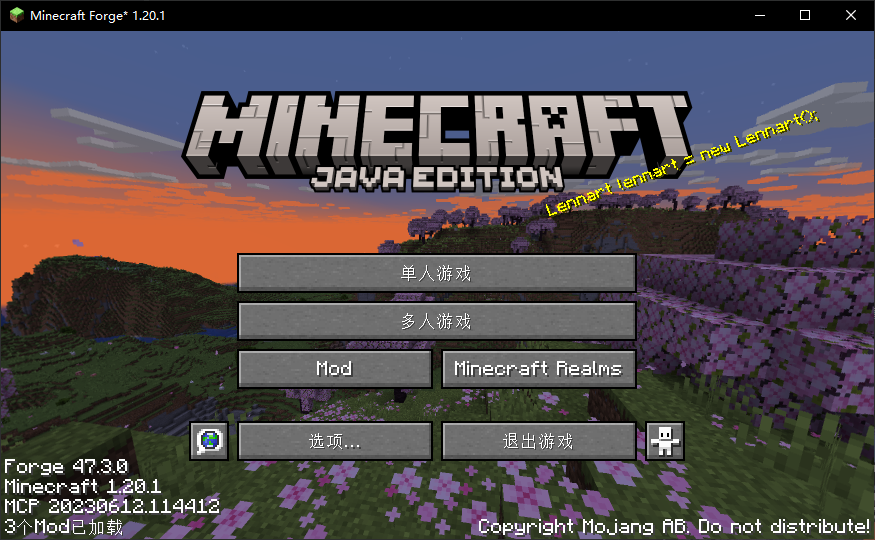 Minecraft Forge* 1.20.1
MINECRAFT
JAVA EDITION
Lennart lennart = new Lennart();
单人游戏
多人游戏
Mod
Minecraft Realms
选项...
退出游戏
Forge 47.3.0
Minecraft 1.20.1
MCP 20230612.114412
3个Mod已加载
Copyright Mojang AB. Do not distribute!